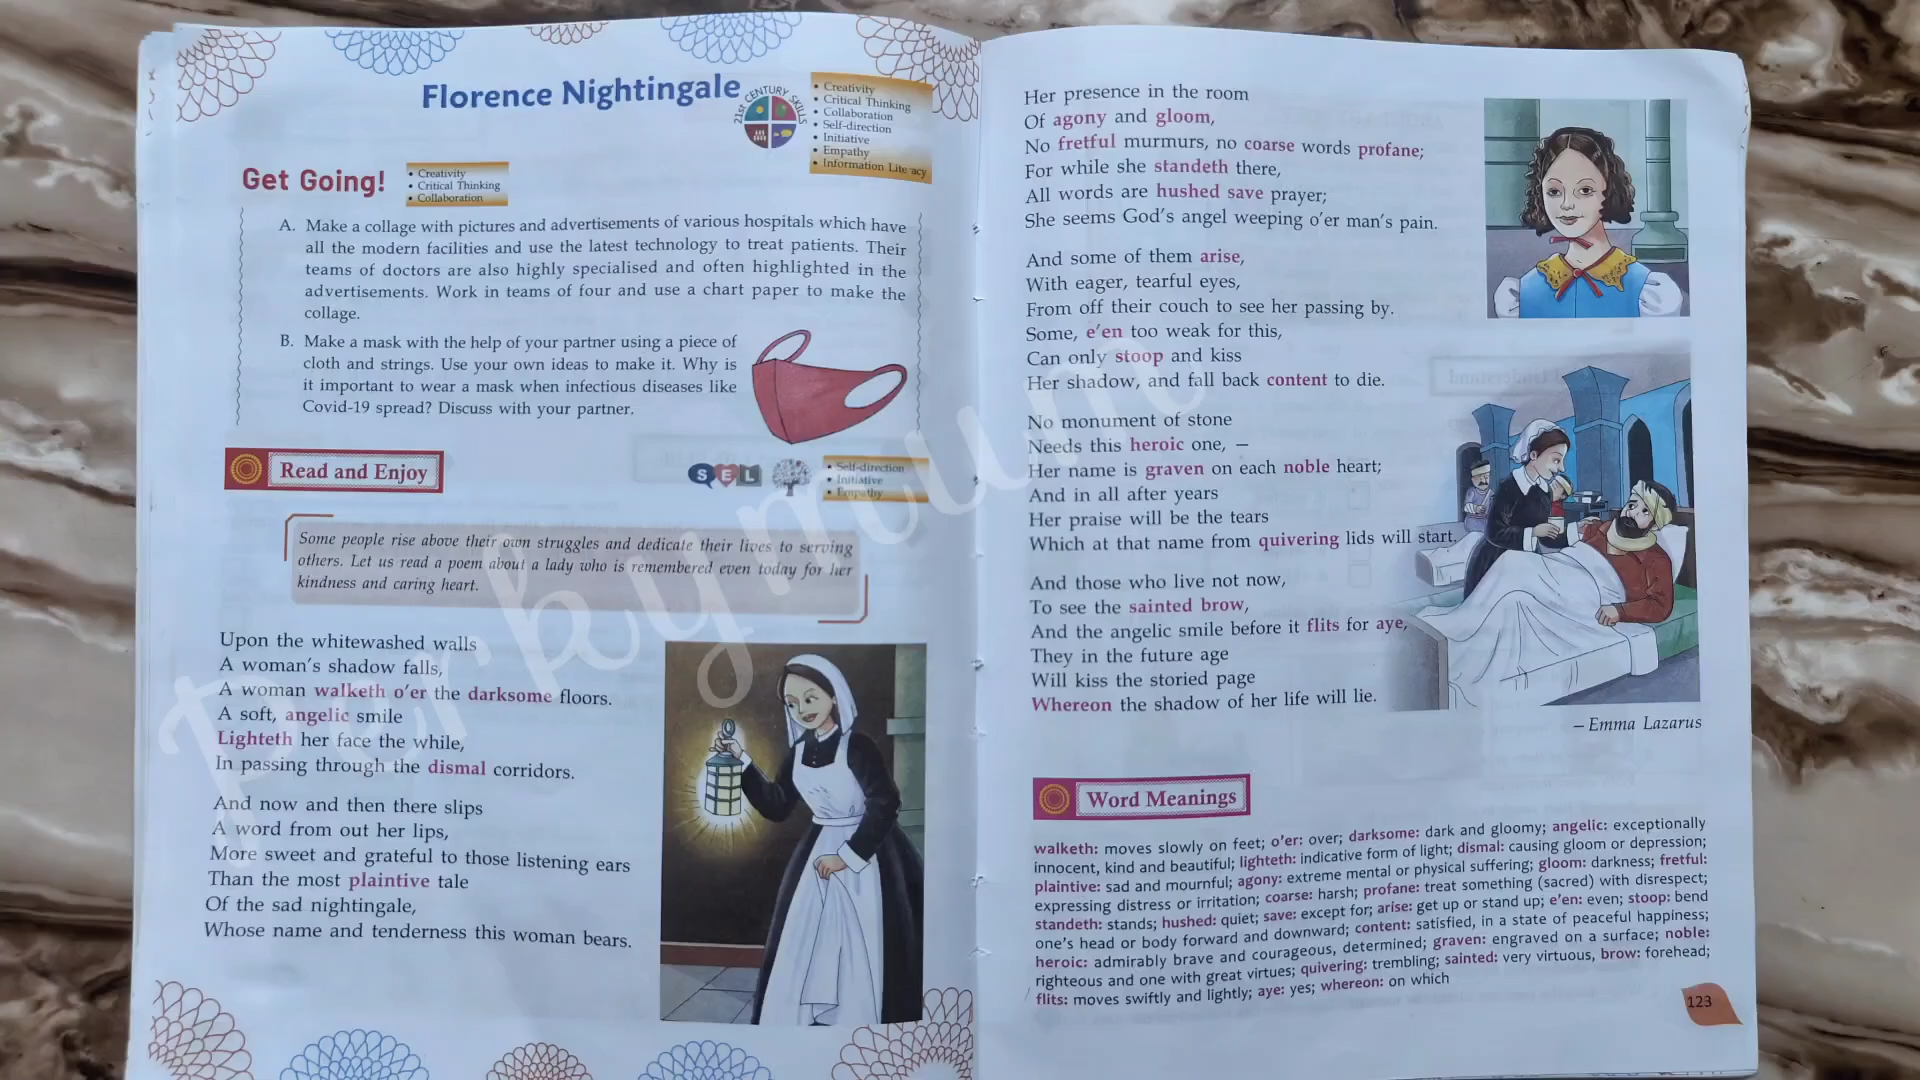 Florence Nightingale
21ST CENTURY SKILLS
• Creativity
• Critical Thinking
• Collaboration
• Self-direction
• Initiative
• Empathy
• Information Lite acy
Get Going!
• Creativity
• Critical Thinking
• Collaboration
A. Make a collage with pictures and advertisements of various hospitals which have
all the modern facilities and use the latest technology to treat patients. Their
teams of doctors are also highly specialised and often highlighted in the
advertisements. Work in teams of four and use a chart paper to make the
collage.
B. Make a mask with the help of your partner using a piece of
cloth and strings. Use your own ideas to make it. Why is
it important to wear a mask when infectious diseases like
Covid-19 spread? Discuss with your partner.
Read and Enjoy
SEL
• Self-direction
• Initiative
• Empathy
Some people rise above their own struggles and dedicate their lives to serving
others. Let us read a poem about a lady who is remembered even today for her
kindness and caring heart.
Upon the whitewashed walls
A woman's shadow falls,
A woman walketh o'er the darksome floors.
A soft, angelic smile
Lighteth her face the while,
In passing through the dismal corridors.
And now and then there slips
A word from out her lips,
More sweet and grateful to those listening ears
Than the most plaintive tale
Of the sad nightingale,
Whose name and tenderness this woman bears.
Her presence in the room
Of agony and gloom,
No fretful murmurs, no coarse words profane;
For while she standeth there,
All words are hushed save prayer;
She seems God's angel weeping o'er man's pain.
And some of them arise,
With eager, tearful eyes,
From off their couch to see her passing by.
Some, e'en too weak for this,
Can only stoop and kiss
Her shadow, and fall back content to die.
No monument of stone
Needs this heroic one, —
Her name is graven on each noble heart;
And in all after years
Her praise will be the tears
Which at that name from quivering lids will start.
And those who live not now,
To see the sainted brow,
And the angelic smile before it flits for aye,
They in the future age
Will kiss the storied page
Whereon the shadow of her life will lie.
– Emma Lazarus
Word Meanings
walketh: moves slowly on feet; o'er: over; darksome: dark and gloomy; angelic: exceptionally
innocent, kind and beautiful; lighteth: indicative form of light; dismal: causing gloom or depression;
plaintive: sad and mournful; agony: extreme mental or physical suffering; gloom: darkness; fretful:
expressing distress or irritation; coarse: harsh; profane: treat something (sacred) with disrespect;
standeth: stands; hushed: quiet; save: except for; arise: get up or stand up; e'en: even; stoop: bend
one's head or body forward and downward; content: satisfied, in a state of peaceful happiness;
heroic: admirably brave and courageous, determined; graven: engraved on a surface; noble:
righteous and one with great virtues; quivering: trembling; sainted: very virtuous, brow: forehead;
flits: moves swiftly and lightly; aye: yes; whereon: on which
123
Perkymum